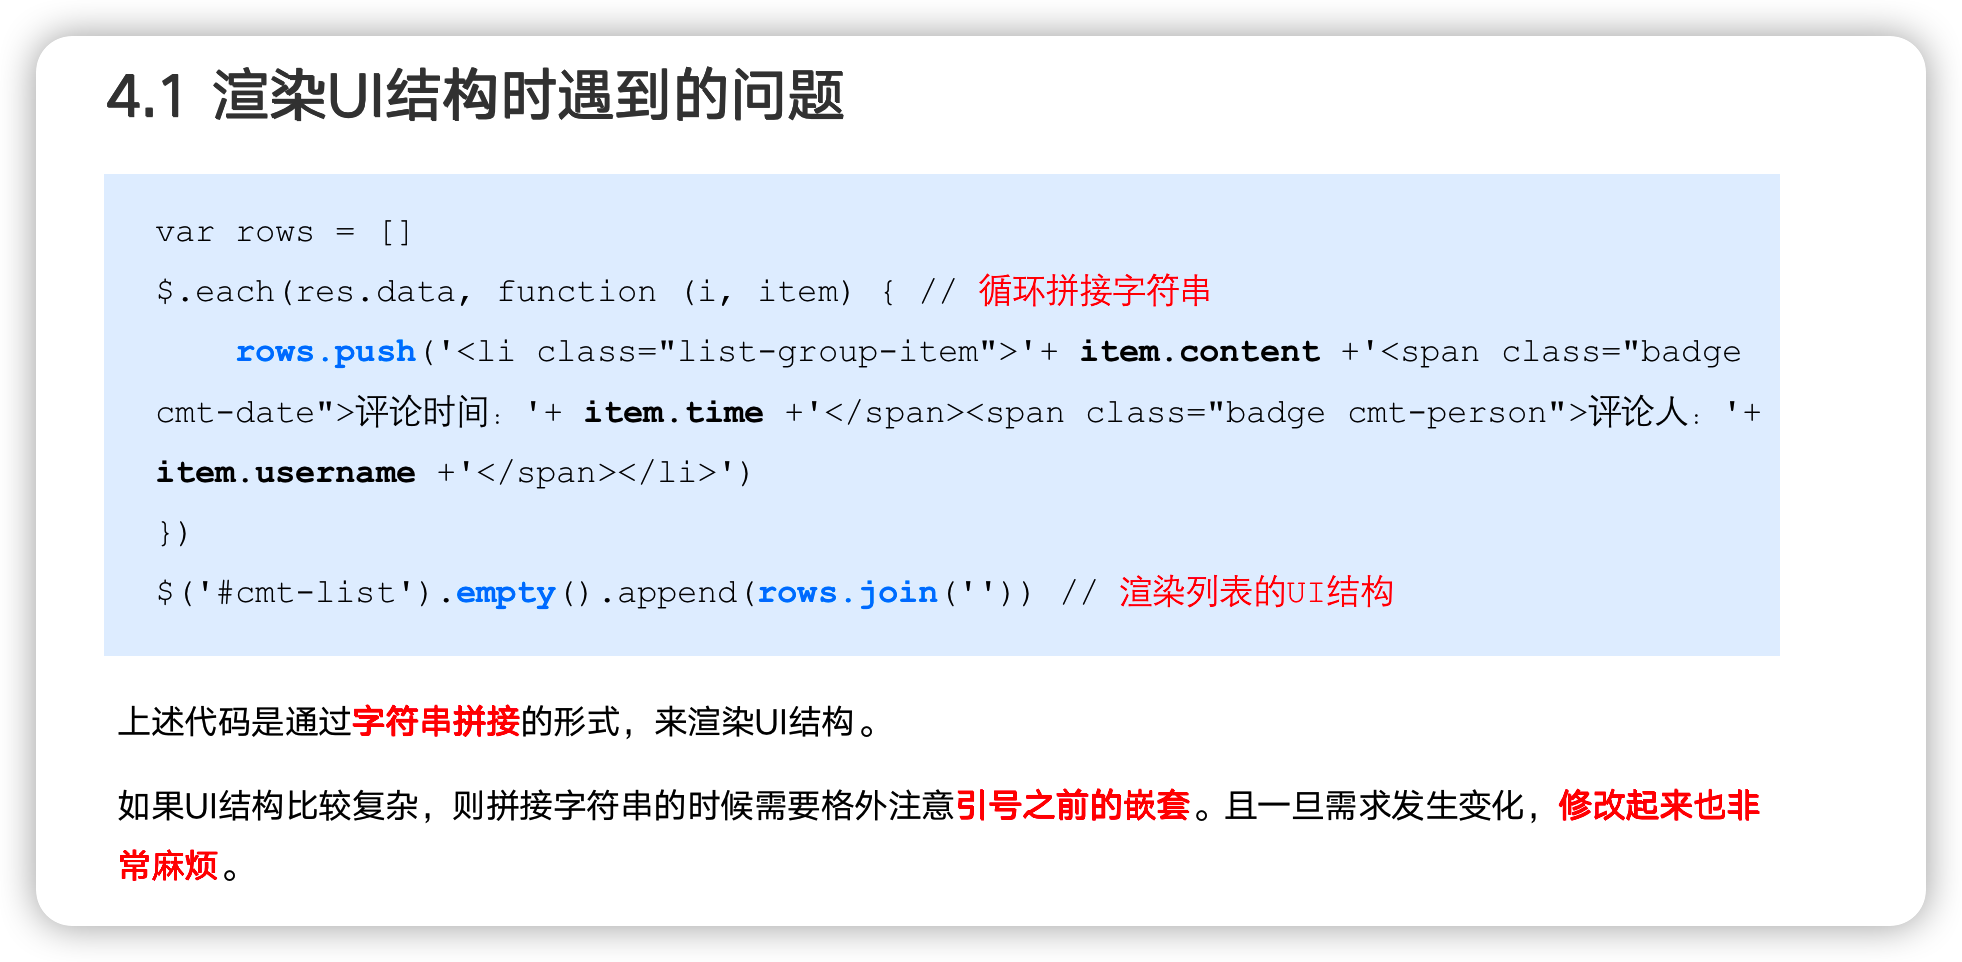 4.1 渲染UI结构时遇到的问题
var rows = []
$.each(res.data, function (i, item) { // 循环拼接字符串
    rows.push('<li class="list-group-item">'+ item.content +'<span class="badge
cmt-date">评论时间：'+ item.time +'</span><span class="badge cmt-person">评论人：'+
item.username +'</span></li>')
})
$('#cmt-list').empty().append(rows.join('')) // 渲染列表的UI结构
上述代码是通过字符串拼接的形式，来渲染UI结构。
如果UI结构比较复杂，则拼接字符串的时候需要格外注意引号之前的嵌套。且一旦需求发生变化，修改起来也非
常麻烦。